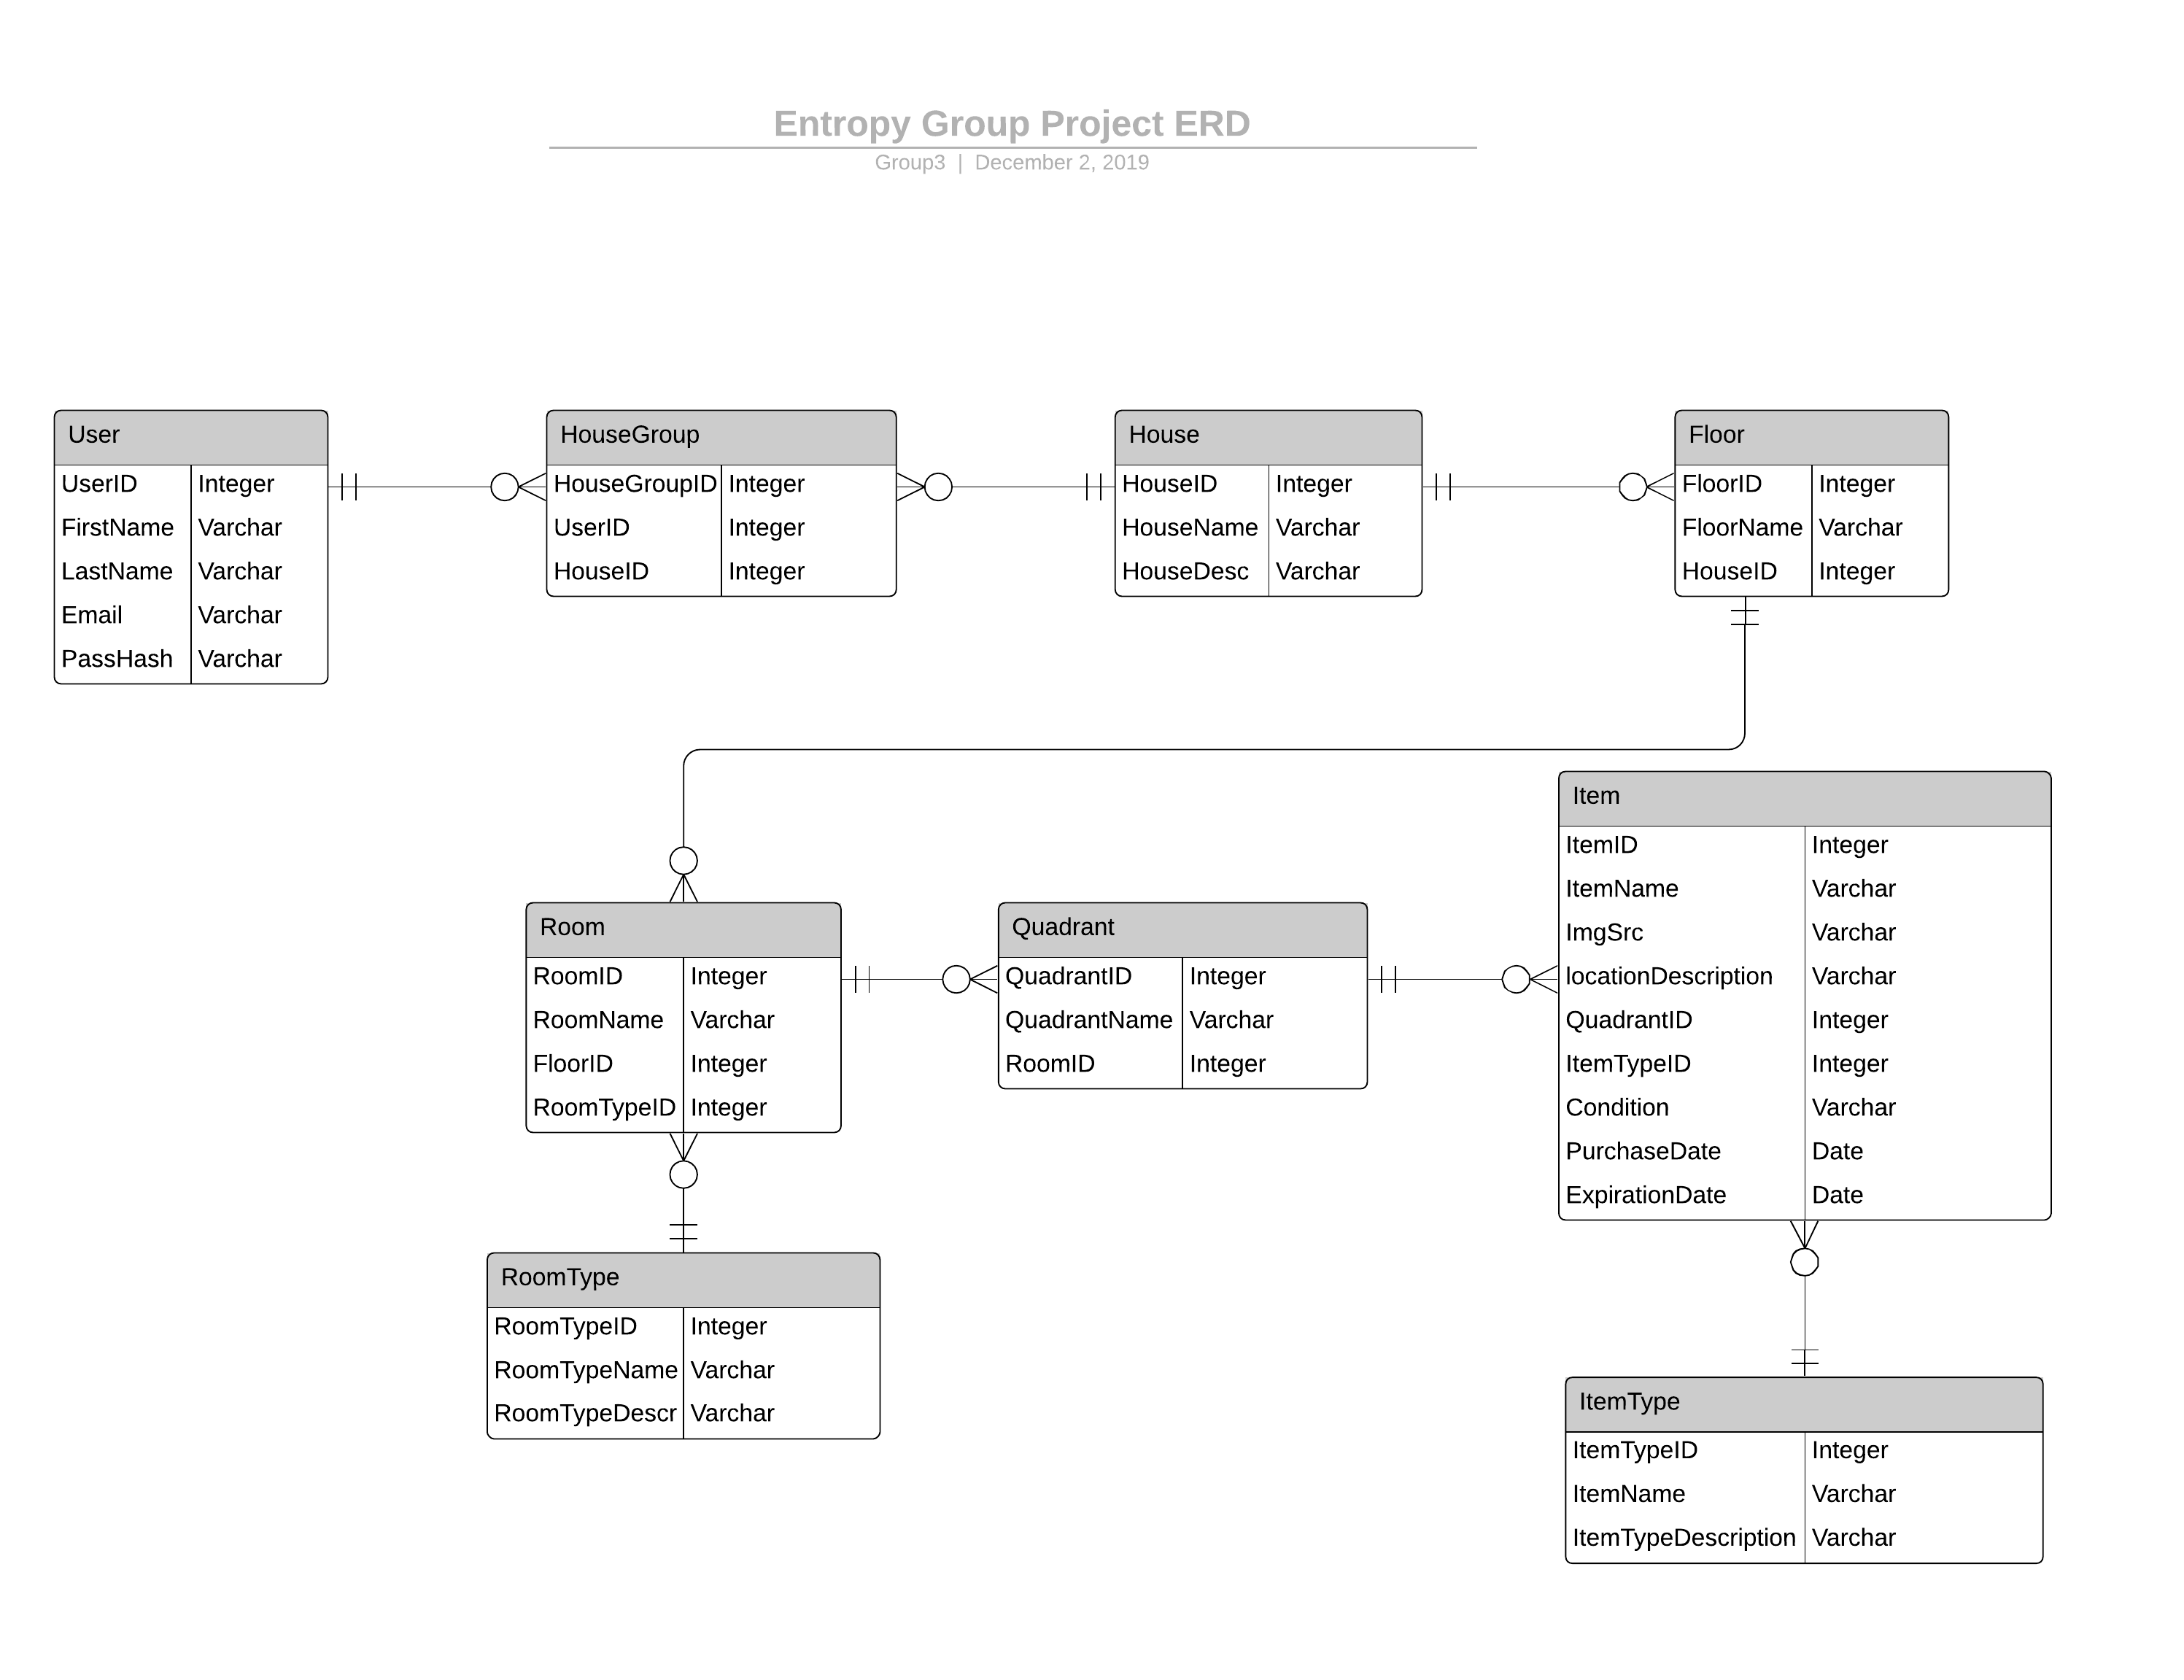 Entropy Group Project ERD
Group3 | December 2, 2019
User
UserID Integer
FirstName Varchar
LastName Varchar
Email Varchar
PassHash Varchar
HouseGroup
HouseGroupID Integer
UserID Integer
HouseID Integer
House
HouseID Integer
HouseName Varchar
HouseDesc Varchar
Floor
FloorID Integer
FloorName Varchar
HouseID Integer
Room
RoomID Integer
RoomName Varchar
FloorID Integer
RoomTypeID Integer
Quadrant
QuadrantID Integer
QuadrantName Varchar
RoomID Integer
Item
ItemID Integer
ItemName Varchar
ImgSrc Varchar
locationDescription Varchar
QuadrantID Integer
ItemTypeID Integer
Condition Varchar
PurchaseDate Date
ExpirationDate Date
RoomType
RoomTypeID Integer
RoomTypeName Varchar
RoomTypeDescr Varchar
ItemType
ItemTypeID Integer
ItemName Varchar
ItemTypeDescription Varchar